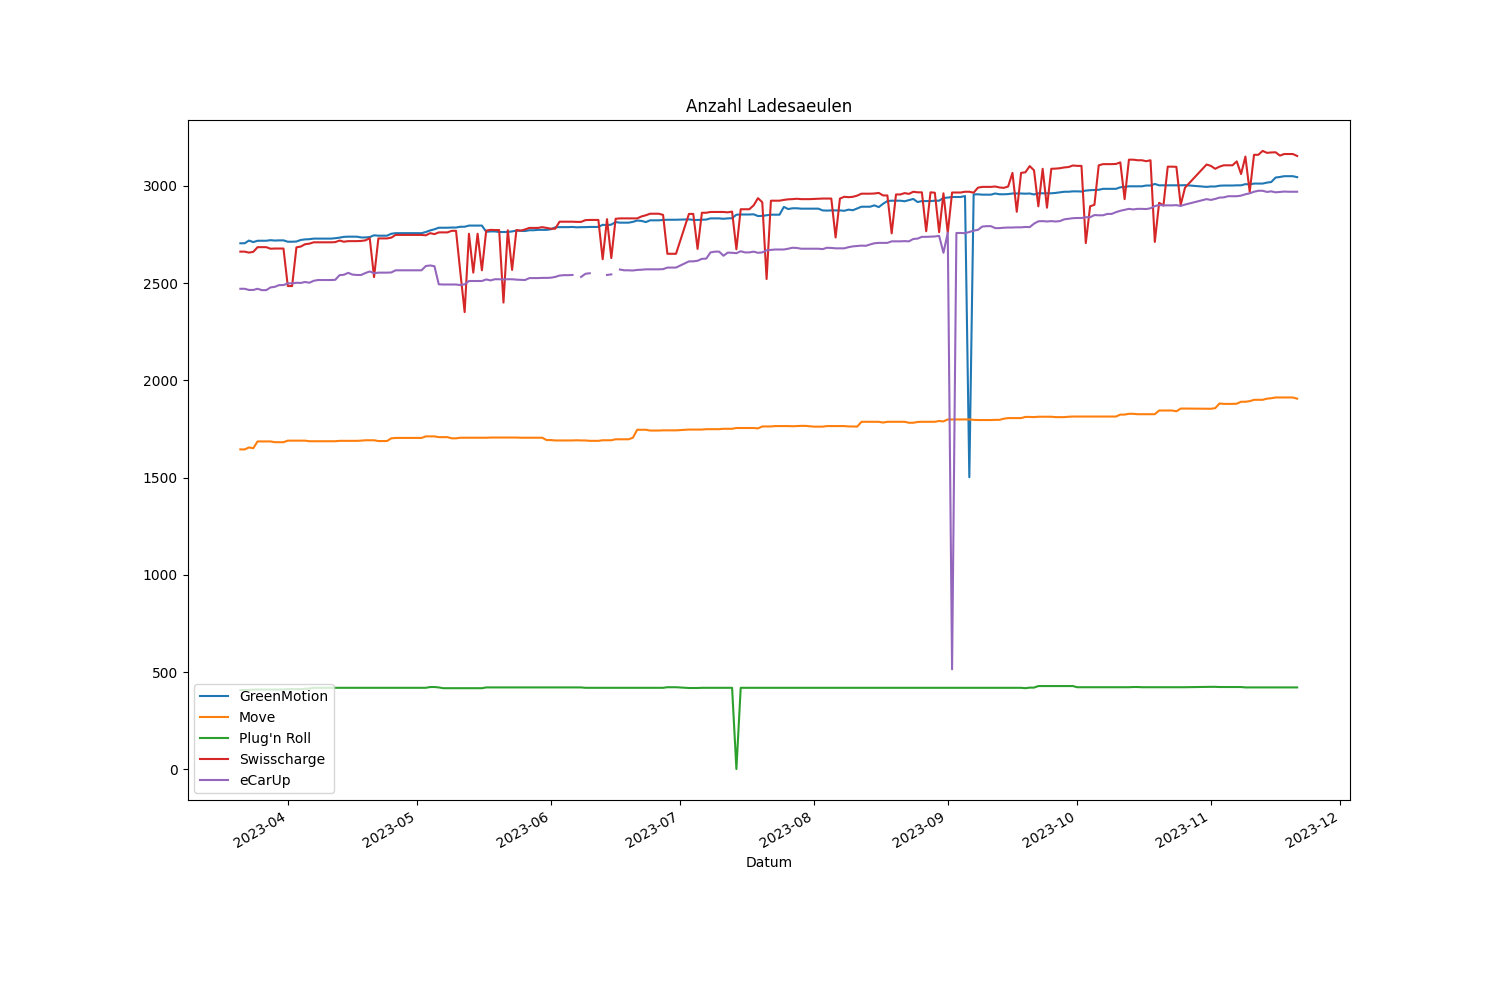 Anzahl Ladesaeulen
3000
2500
2000
1500
1000
500
0
GreenMotion
Move
Plug'n Roll
Swisscharge
eCarUp
2023-04
2023-05
2023-06
2023-07
2023-08
2023-09
2023-10
2023-11
2023-12
Datum